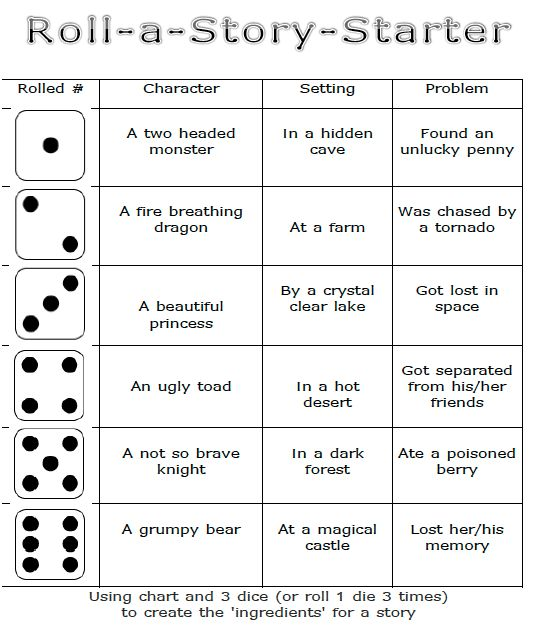 Roll-a-Story-Starter
Rolled # Character Setting Problem
A two headed In a hidden Found an
monster cave unlucky penny
A fire breathing Was chased by
dragon At a farm a tornado
By a crystal Got lost in
A beautiful clear lake space
princess
Got separated
An ugly toad In a hot from his/her
desert friends
A not so brave In a dark Ate a poisoned
knight forest berry
A grumpy bear At a magical Lost her/his
castle memory
Using chart and 3 dice (or roll 1 die 3 times)
to create the 'ingredients' for a story